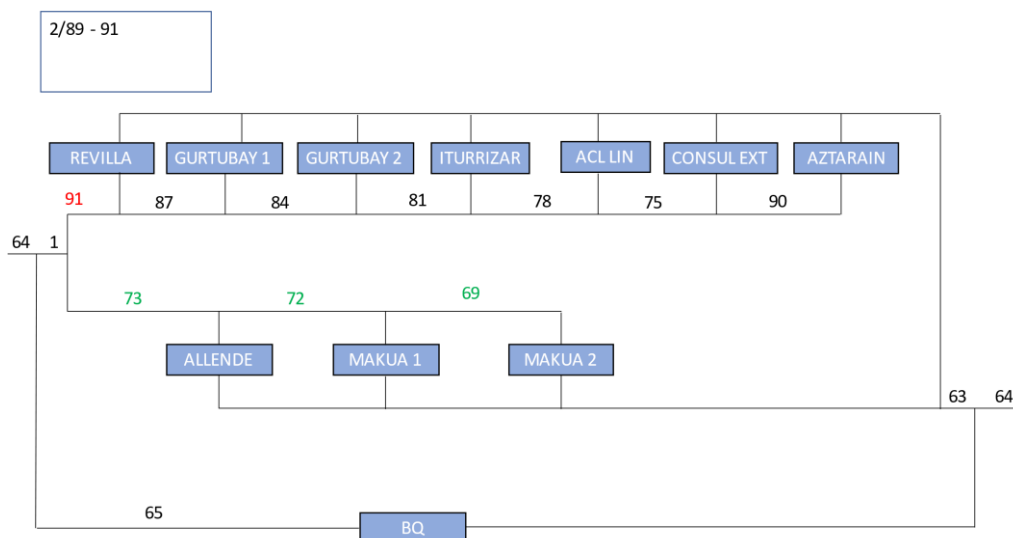 2/89 - 91
REVILLA GURTUBAY 1 GURTUBAY 2 ITURRIZAR ACL LIN CONSUL EXT AZTARAIN
91 87 84 81 78 75 90
64 1
73 72 69
ALLENDE MAKUA 1 MAKUA 2
63 64
65
BQ